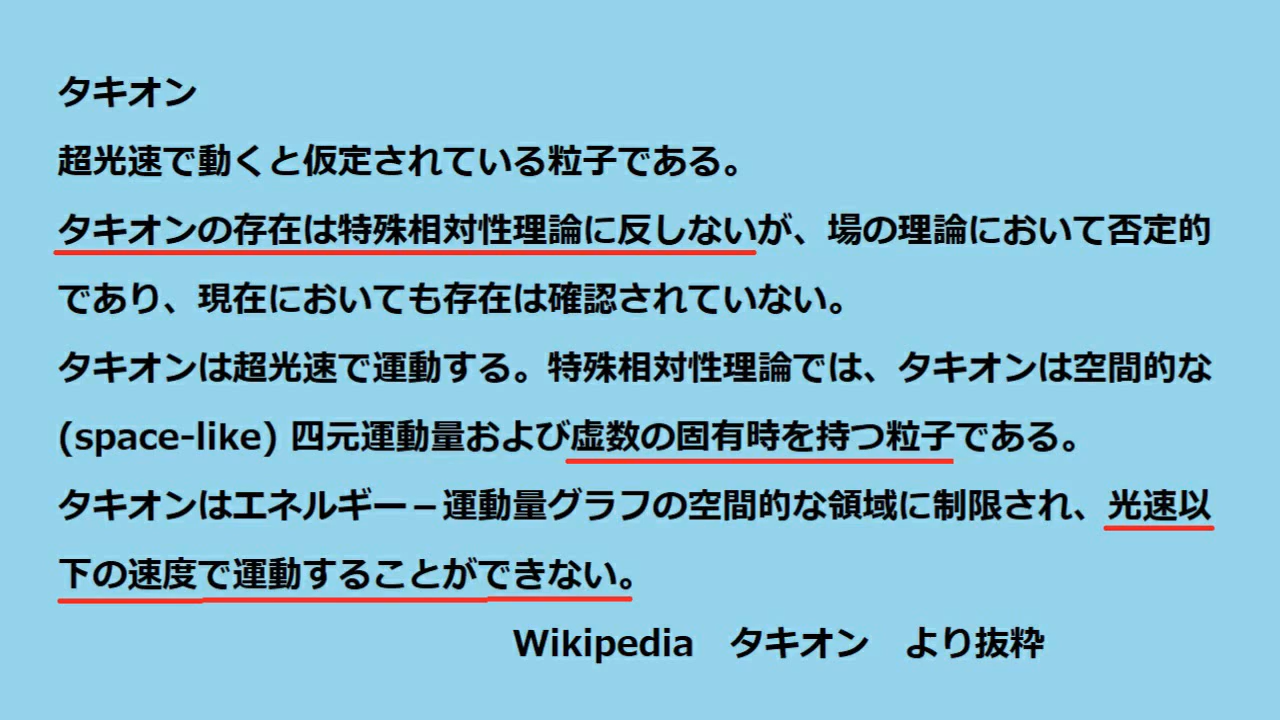 タキオン
超光速で動くと仮定されている粒子である。
タキオンの存在は特殊相対性理論に反しないが、場の理論において否定的
であり、現在においても存在は確認されていない。
タキオンは超光速で運動する。特殊相対性理論では、タキオンは空間的な
(space-like) 四元運動量および虚数の固有時を持つ粒子である。
タキオンはエネルギー－運動量グラフの空間的な領域に制限され、光速以
下の速度で運動することができない。
Wikipedia　タキオン　より抜粋